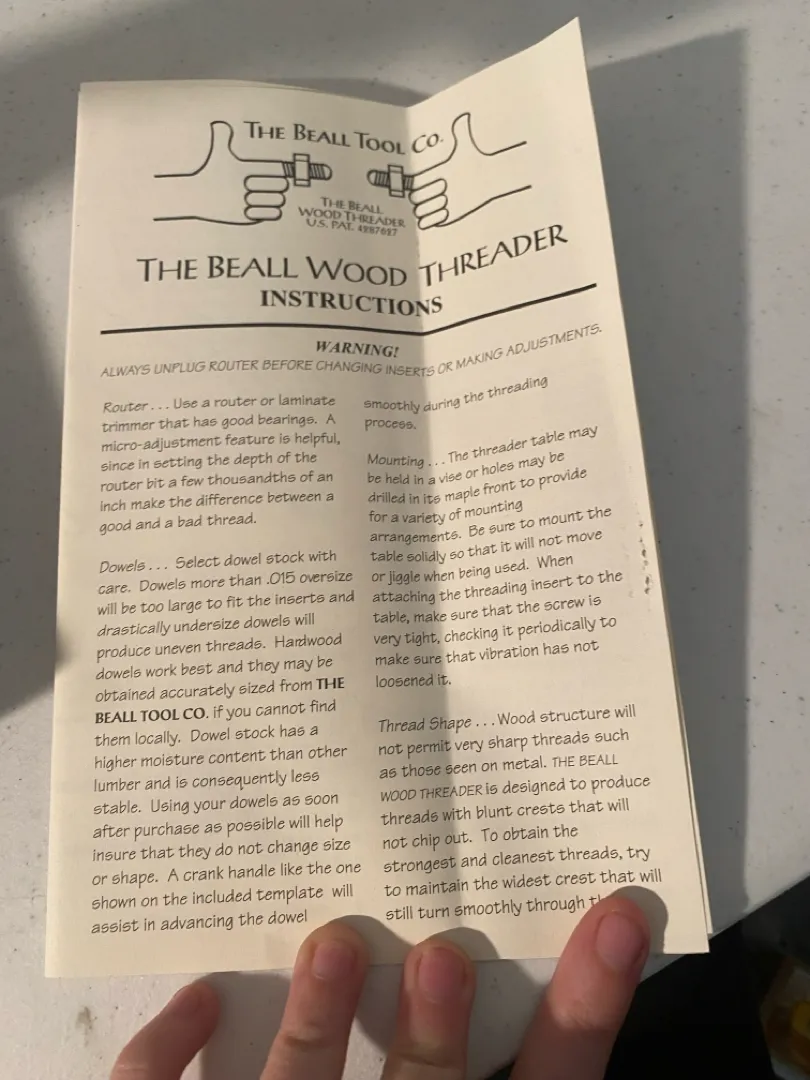 THE BEALL TOOL CO.
THE BEALL
WOOD THREADER
U.S. PAT. 4987697
THE BEALL WOOD THREADER
INSTRUCTIONS
WARNING!
ALWAYS UNPLUG ROUTER BEFORE CHANGING INSERTS OR MAKING ADJUSTMENTS.
Router . . . Use a router or laminate
trimmer that has good bearings. A
micro-adjustment feature is helpful,
since in setting the depth of the
router bit a few thousandths of an
inch make the difference between a
good and a bad thread.
Dowels . . . Select dowel stock with
care. Dowels more than .015 oversize
will be too large to fit the inserts and
drastically undersize dowels will
produce uneven threads. Hardwood
dowels work best and they may be
obtained accurately sized from THE
BEALL TOOL CO. if you cannot find
them locally. Dowel stock has a
higher moisture content than other
lumber and is consequently less
stable. Using your dowels as soon
after purchase as possible will help
insure that they do not change size
or shape. A crank handle like the one
shown on the included template will
assist in advancing the dowel
smoothly during the threading
process.
Mounting . . . The threader table may
be held in a vise or holes may be
drilled in its maple front to provide
for a variety of mounting
arrangements. Be sure to mount the
table solidly so that it will not move
or jiggle when being used. When
attaching the threading insert to the
table, make sure that the screw is
very tight, checking it periodically to
make sure that vibration has not
loosened it.
Thread Shape . . . Wood structure will
not permit very sharp threads such
as those seen on metal. THE BEALL
WOOD THREADER is designed to produce
threads with blunt crests that will
not chip out. To obtain the
strongest and cleanest threads, try
to maintain the widest crest that will
still turn smoothly through